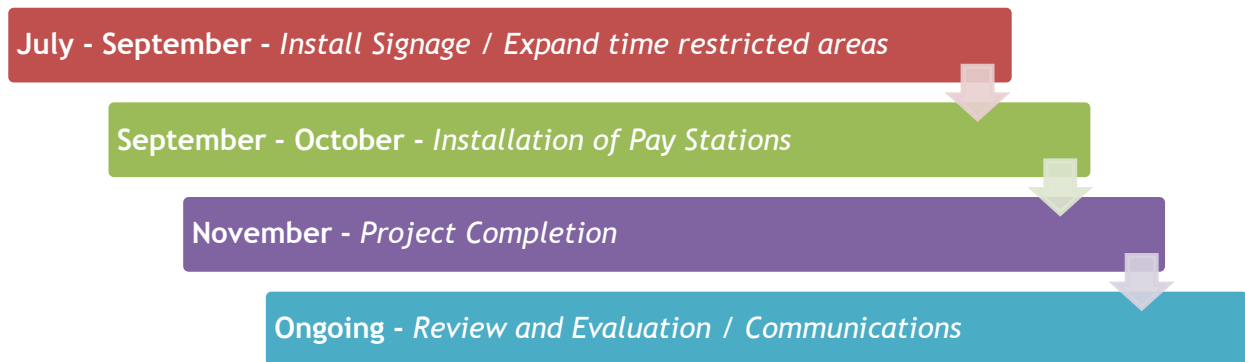 July - September - Install Signage / Expand time restricted areas
September - October - Installation of Pay Stations
November - Project Completion
Ongoing - Review and Evaluation / Communications